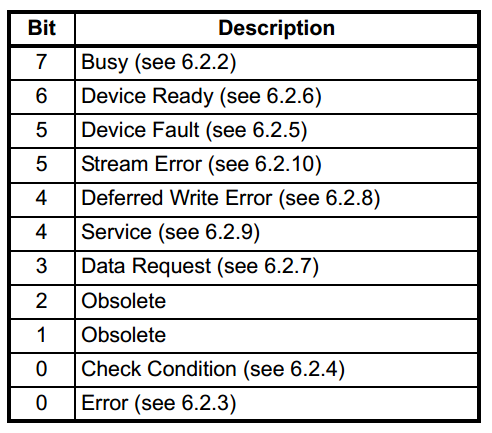 Bit Description
7 Busy (see 6.2.2)
6 Device Ready (see 6.2.6)
5 Device Fault (see 6.2.5)
5 Stream Error (see 6.2.10)
4 Deferred Write Error (see 6.2.8)
4 Service (see 6.2.9)
3 Data Request (see 6.2.7)
2 Obsolete
1 Obsolete
0 Check Condition (see 6.2.4)
0 Error (see 6.2.3)